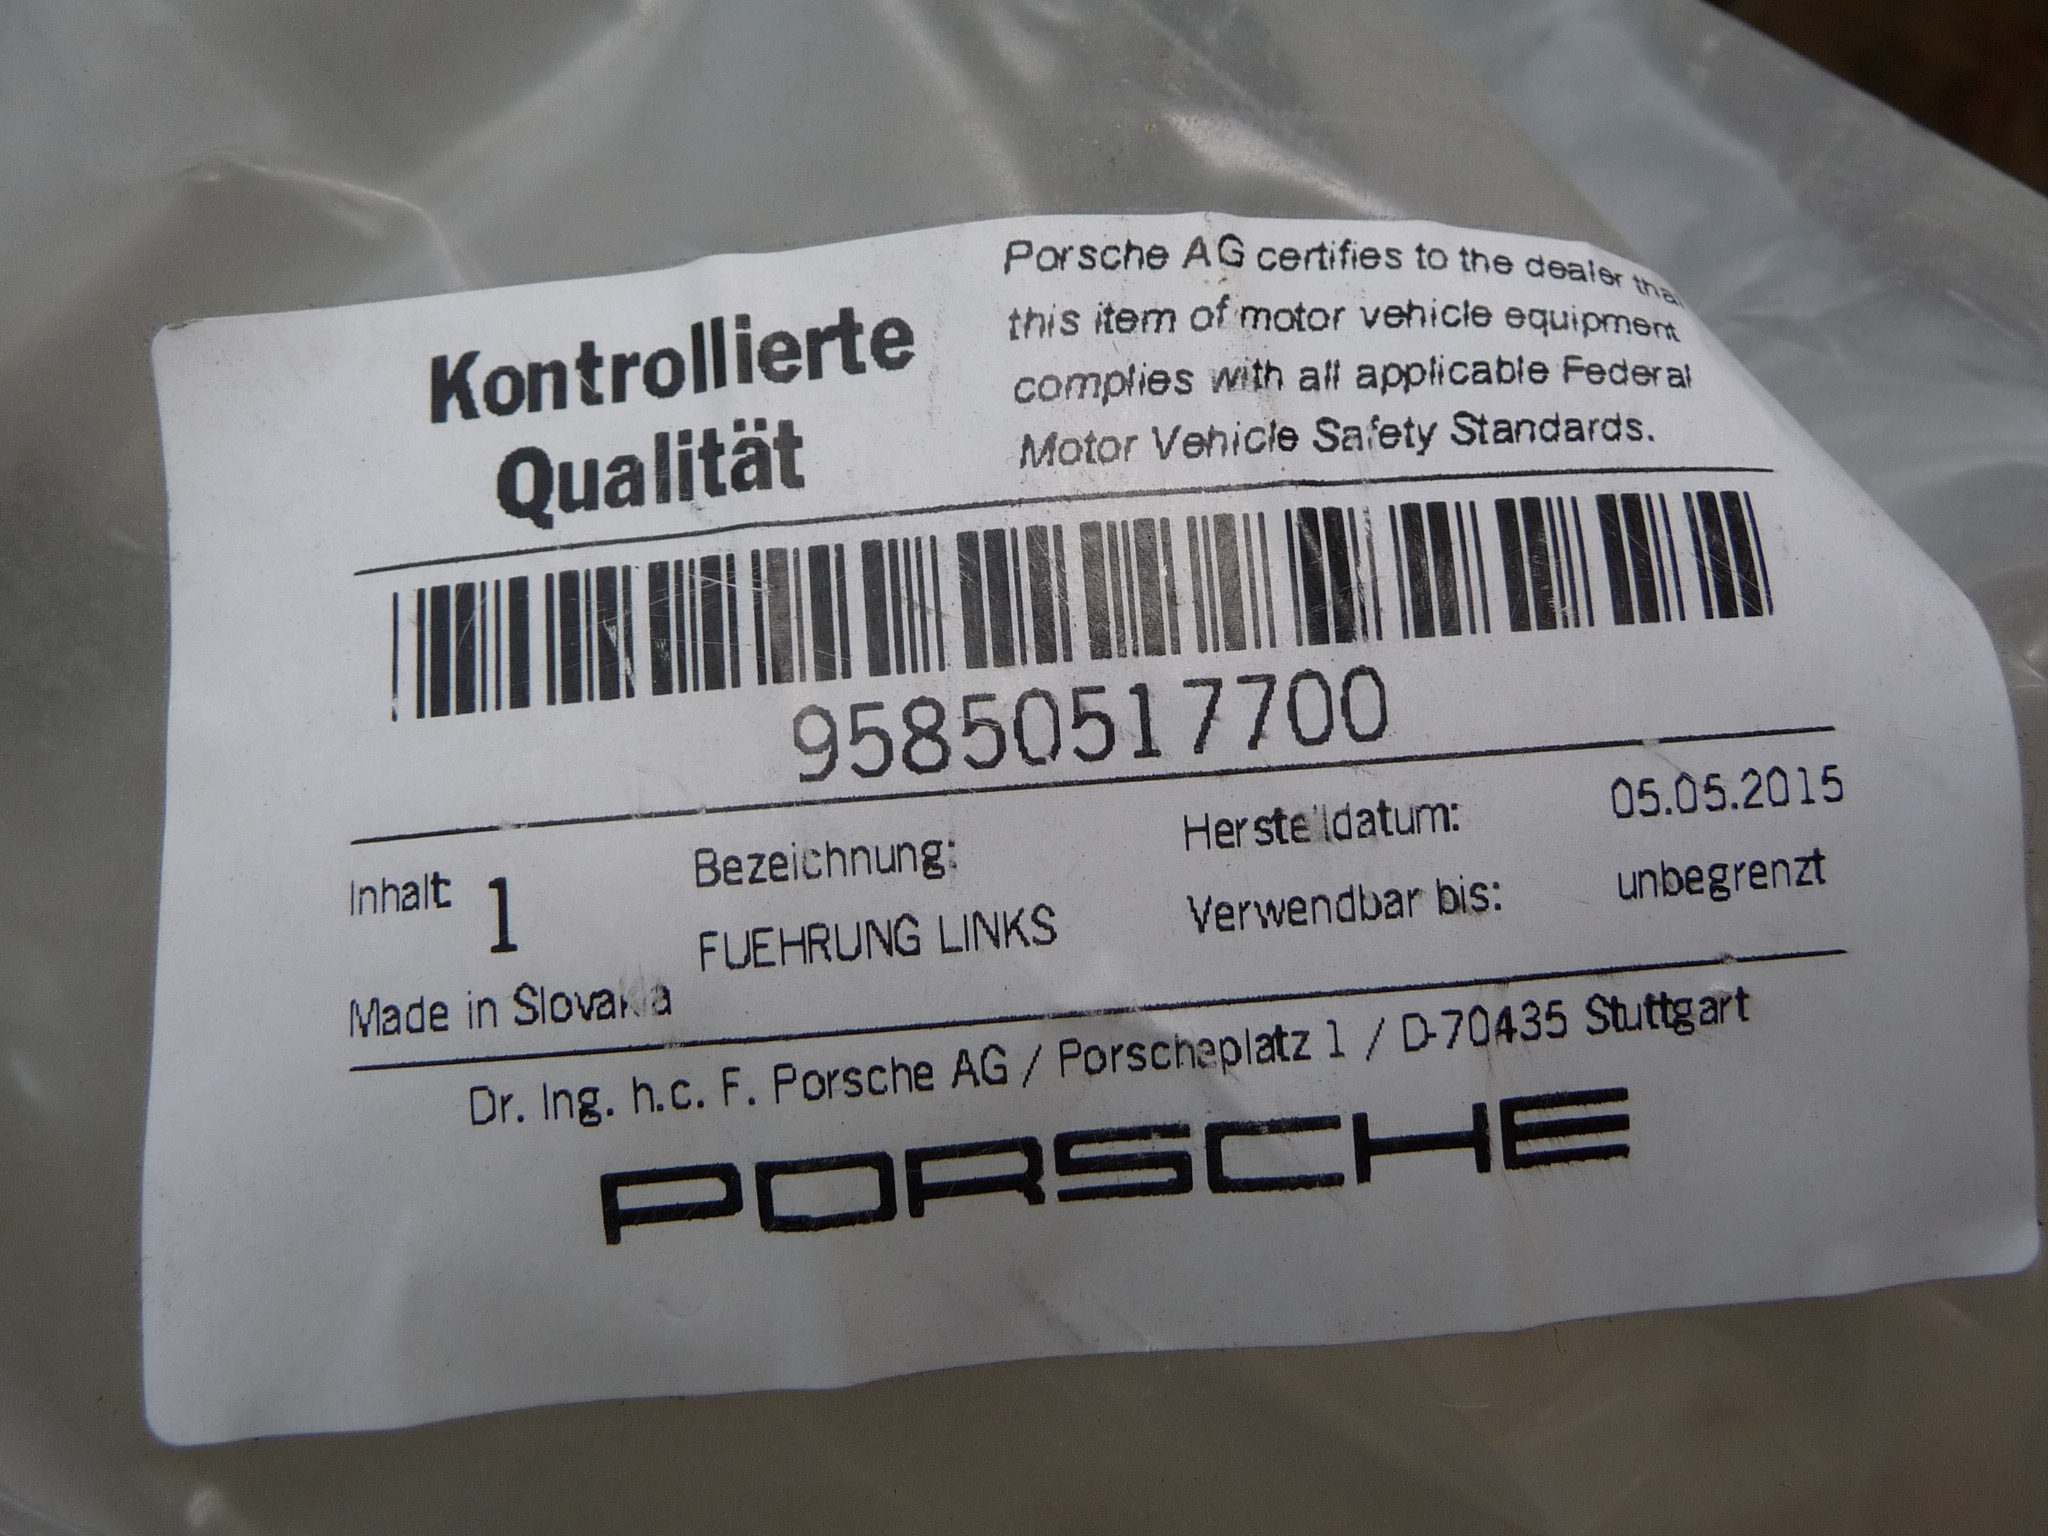 Kontrollierte
Qualität
Porsche AG certifies to the dealer that
this item of motor vehicle equipment
complies with all applicable Federal
Motor Vehicle Safety Standards.
95850517700
Inhalt: 1
Bezeichnung:
FUEHRUNG LINKS
Herstelldatum: 05.05.2015
Verwendbar bis: unbegrenzt
Made in Slovakia
Dr. Ing. h.c. F. Porsche AG / Porscheplatz 1 / D-70435 Stuttgart
PORSCHE